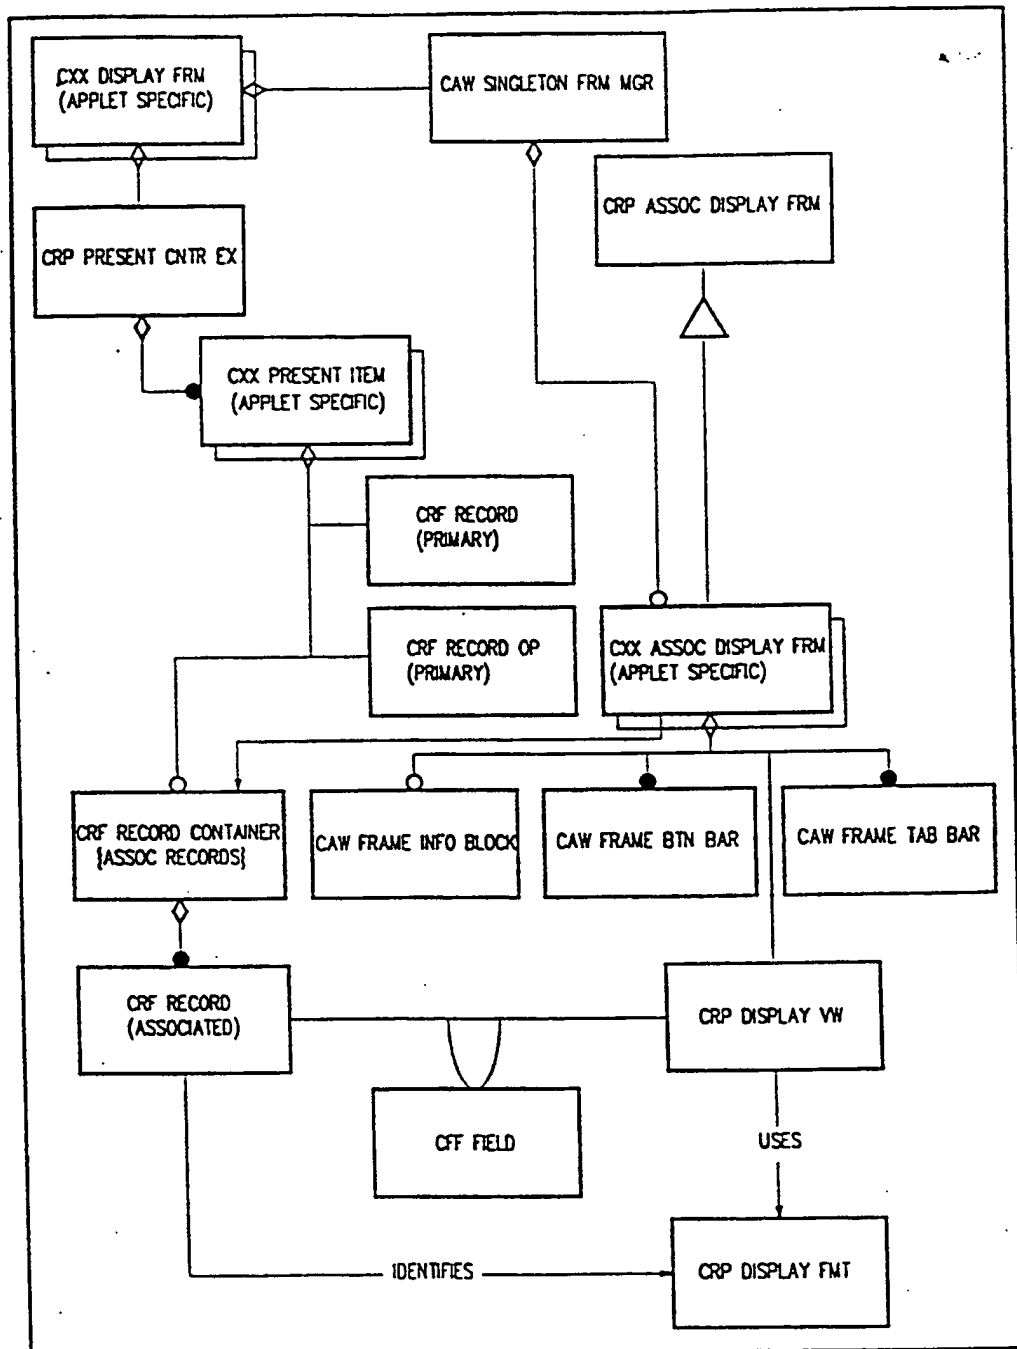 CXX DISPLAY FRM
(APPLET SPECIFIC)
CAW SINGLETON FRM MGR
CRP ASSOC DISPLAY FRM
CRP PRESENT CNTR EX
CXX PRESENT ITEM
(APPLET SPECIFIC)
CRF RECORD
(PRIMARY)
CRF RECORD OP
(PRIMARY)
CXX ASSOC DISPLAY FRM
(APPLET SPECIFIC)
CRF RECORD CONTAINER
{ASSOC RECORDS}
CAW FRAME INFO BLOCK
CAW FRAME BTN BAR
CAW FRAME TAB BAR
CRF RECORD
(ASSOCIATED)
CRP DISPLAY VW
CFF FIELD
USES
IDENTIFIES
CRP DISPLAY FMT